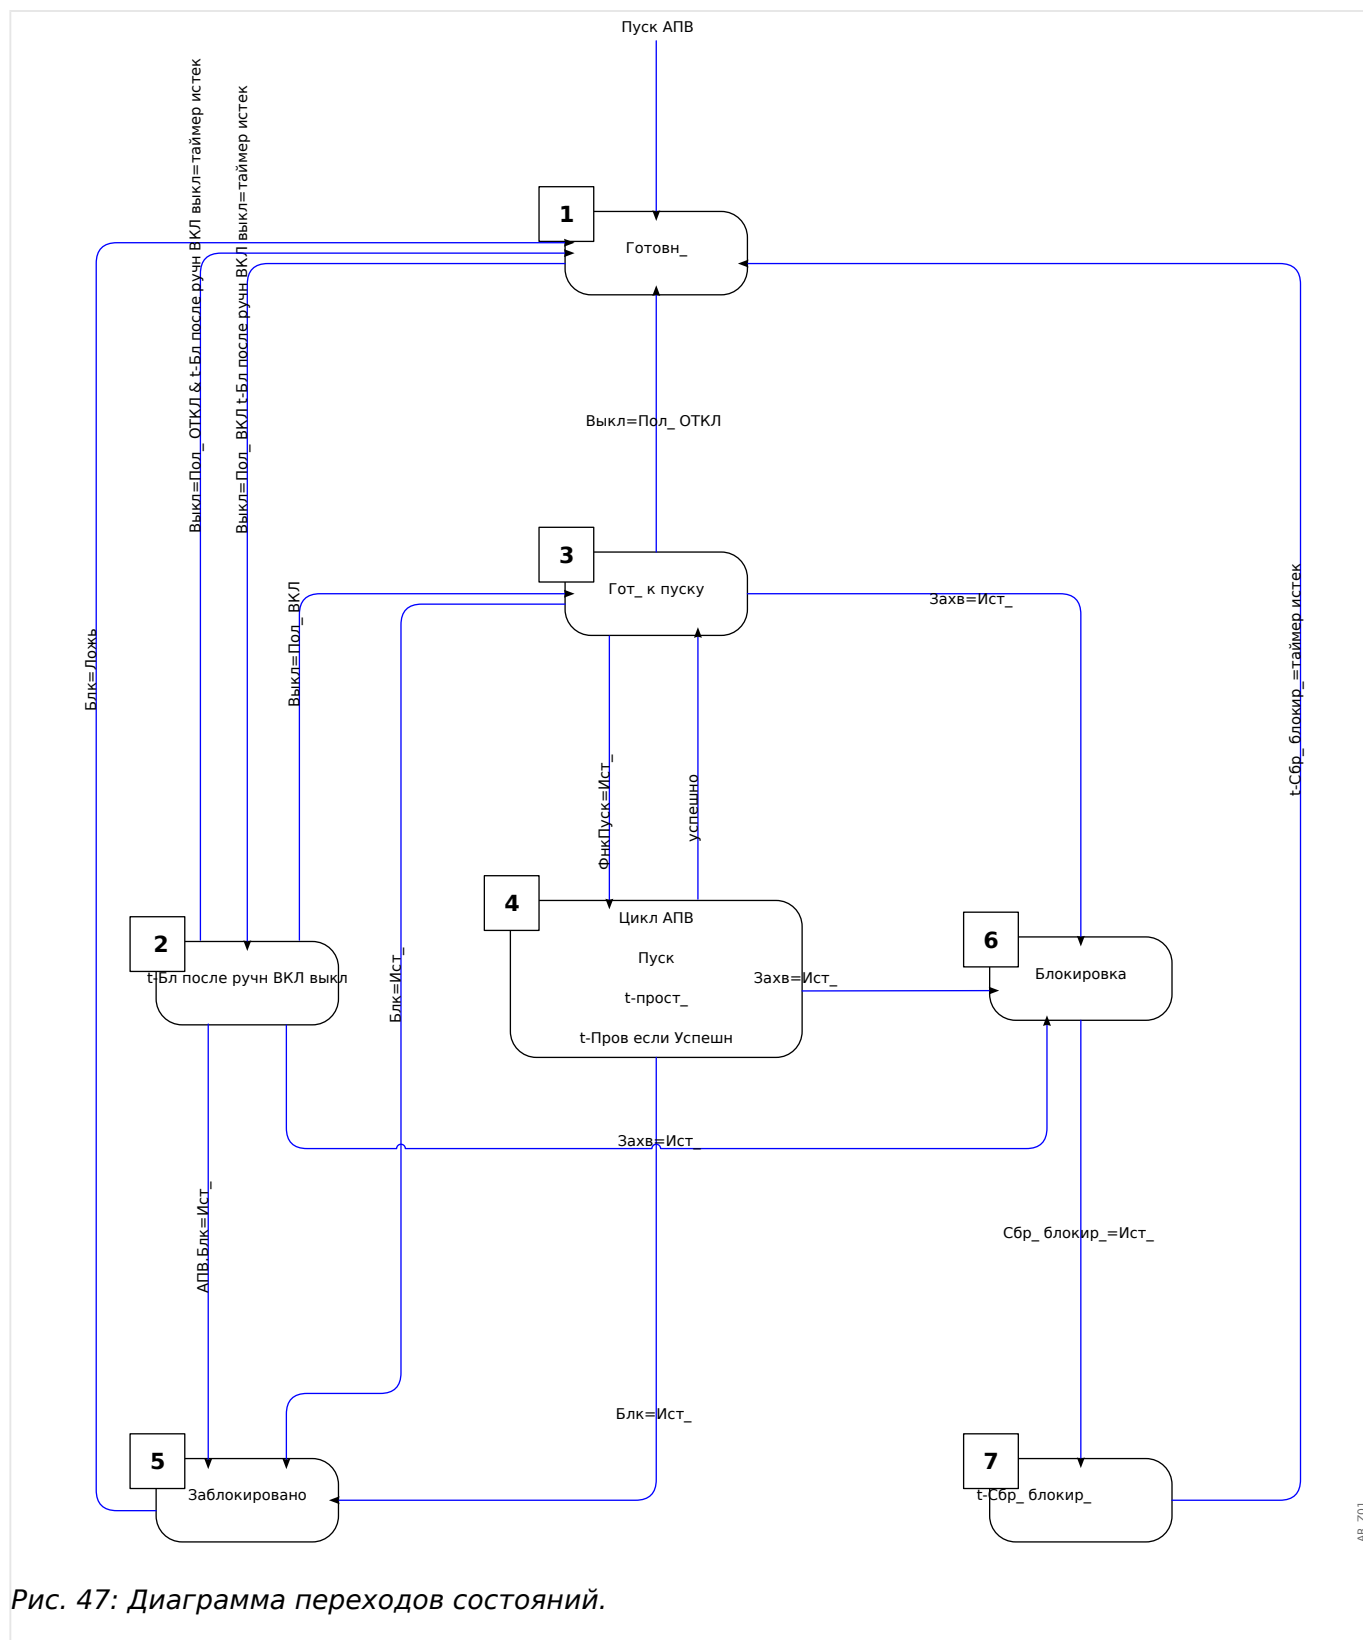 Пуск АПВ
1
Готовн_
Выкл=Пол_ ОТКЛ & t-Бл после ручн ВКЛ выкл=таймер истек
Выкл=Пол_ ВКЛ t-Бл после ручн ВКЛ выкл=таймер истек
Выкл=Пол_ ОТКЛ
3
Гот_ к пуску
Захв=Ист_
Блк=Ложь
Выкл=Пол_ ВКЛ
t-Сбр_ блокир_=таймер истек
ФнкПуск=Ист_
успешно
4
Цикл АПВ
Пуск
t-прост_
t-Пров если Успешн
2
t-Бл после ручн ВКЛ выкл
Блк=Ист_
Захв=Ист_
6
Блокировка
Захв=Ист_
АПВ.Блк=Ист_
Сбр_ блокир_=Ист_
Блк=Ист_
5
Заблокировано
7
t-Сбр_ блокир_
AR_Z01
Рис. 47: Диаграмма переходов состояний.